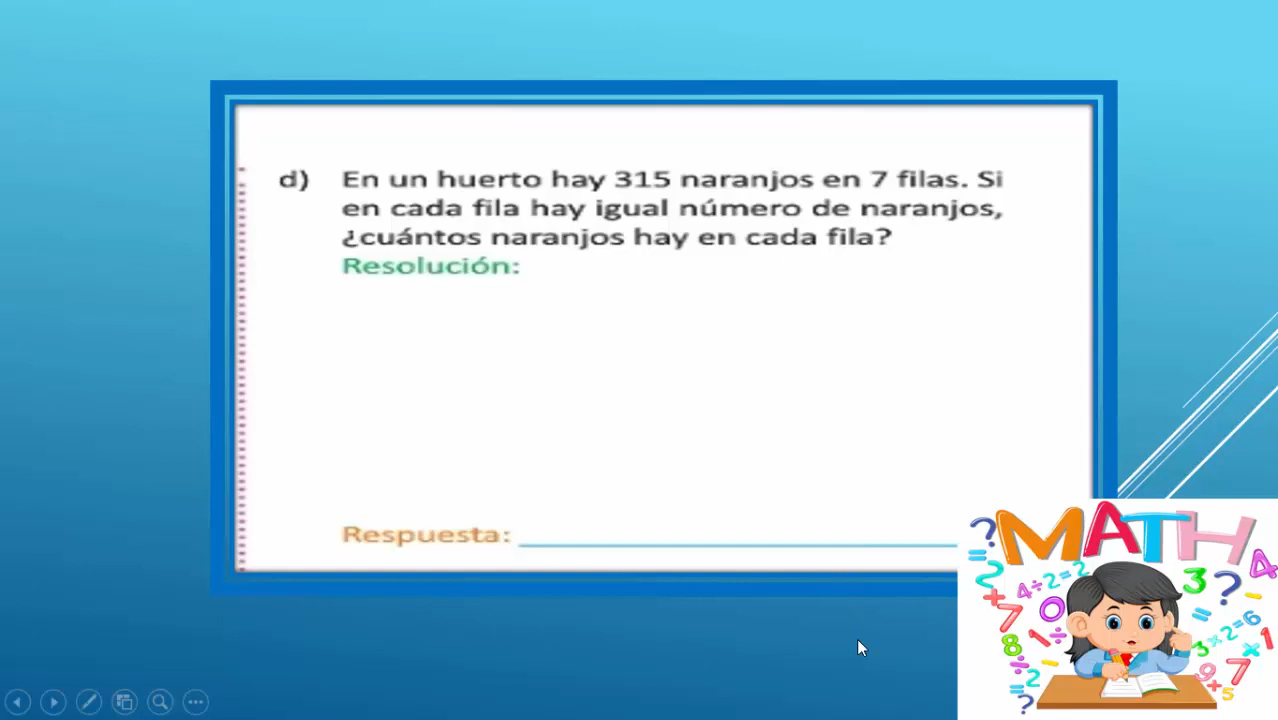 d) En un huerto hay 315 naranjos en 7 filas. Si
en cada fila hay igual número de naranjos,
¿cuántos naranjos hay en cada fila?
Resolución:
Respuesta:
MATH